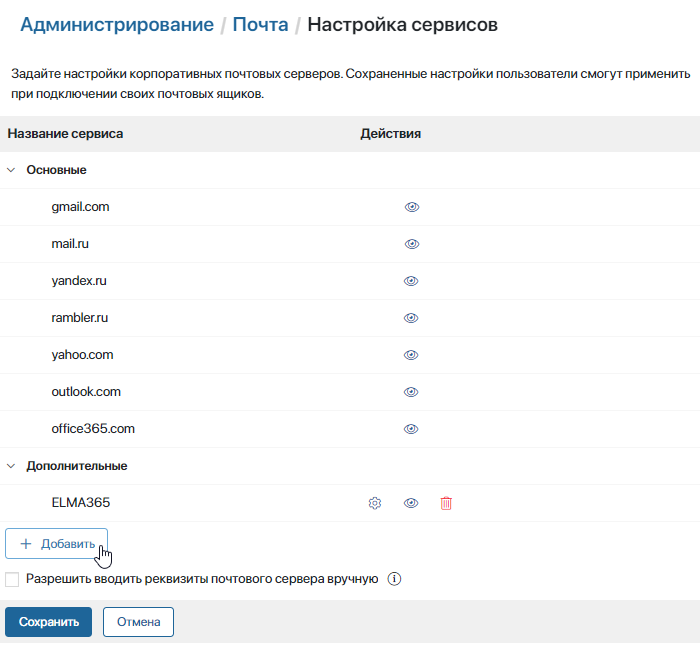 Администрирование / Почта / Настройка сервисов
Задайте настройки корпоративных почтовых серверов. Сохраненные настройки пользователи смогут применить
при подключении своих почтовых ящиков.
Название сервиса Действия
Основные
gmail.com
mail.ru
yandex.ru
rambler.ru
yahoo.com
outlook.com
office365.com
Дополнительные
ELMA365
+ Добавить
Разрешить вводить реквизиты почтового сервера вручную
Сохранить Отмена